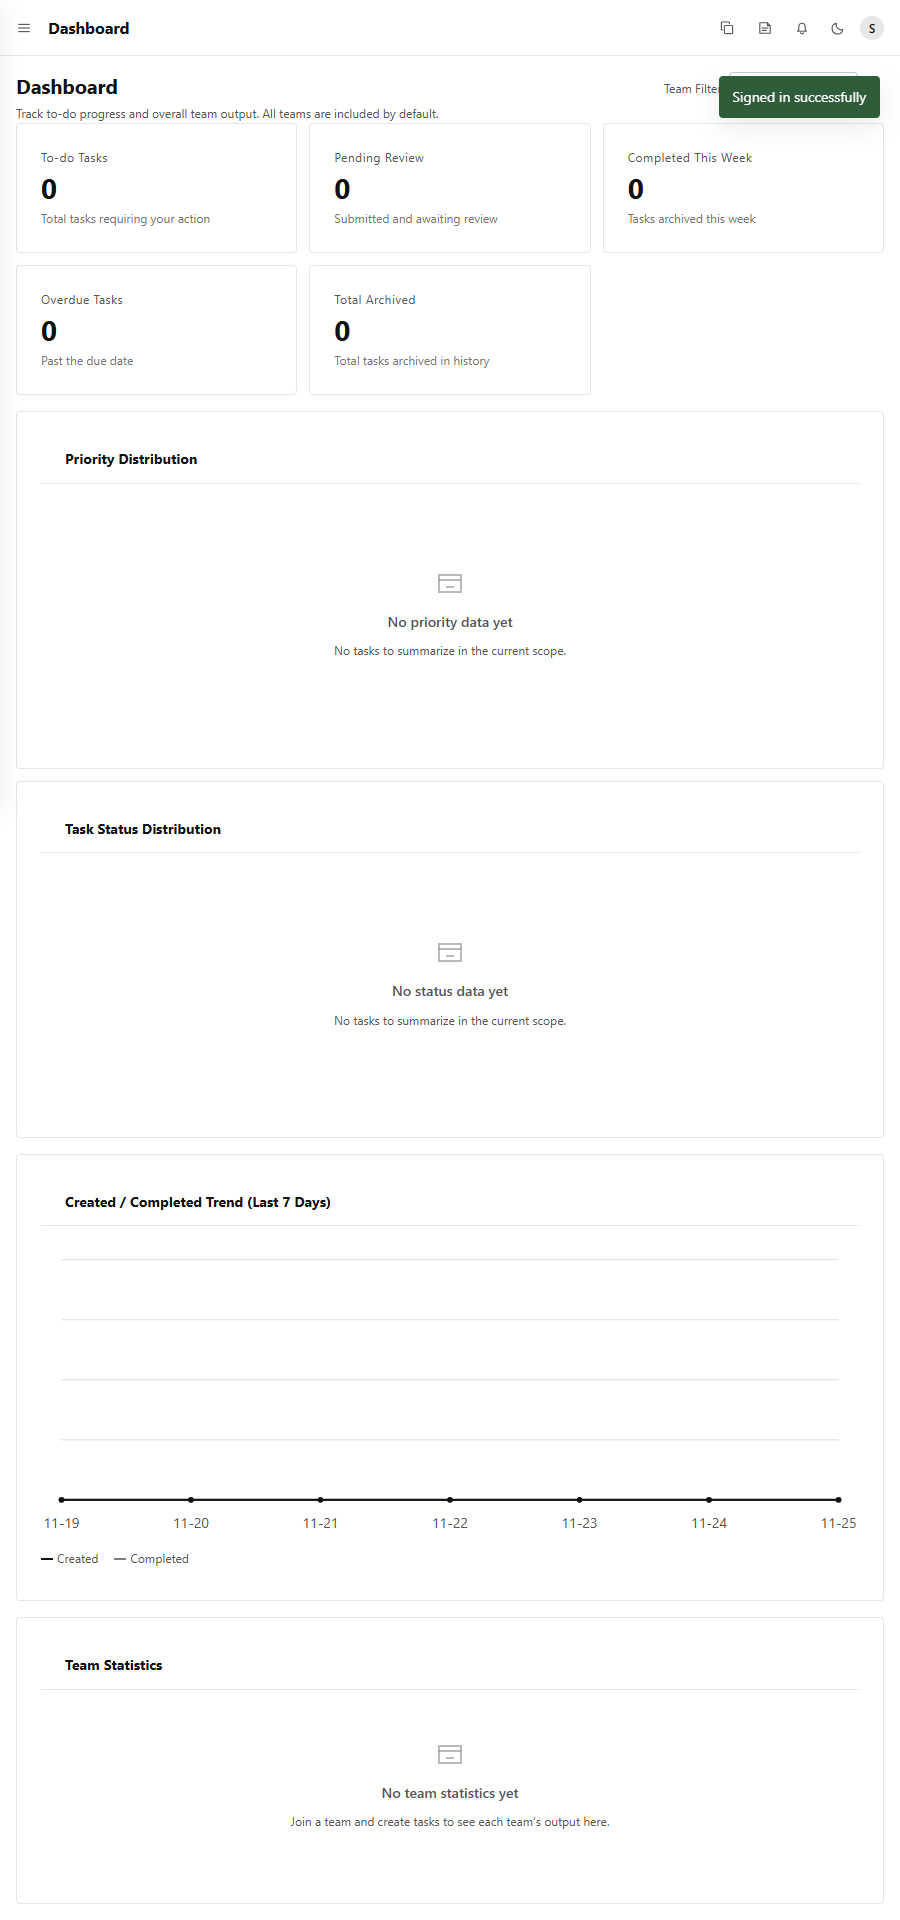 Dashboard
S
Dashboard
Team Filter
Signed in successfully
Track to-do progress and overall team output. All teams are included by default.
To-do Tasks
0
Total tasks requiring your action
Pending Review
0
Submitted and awaiting review
Completed This Week
0
Tasks archived this week
Overdue Tasks
0
Past the due date
Total Archived
0
Total tasks archived in history
Priority Distribution
No priority data yet
No tasks to summarize in the current scope.
Task Status Distribution
No status data yet
No tasks to summarize in the current scope.
Created / Completed Trend (Last 7 Days)
11-19 11-20 11-21 11-22 11-23 11-24 11-25
Created Completed
Team Statistics
No team statistics yet
Join a team and create tasks to see each team's output here.